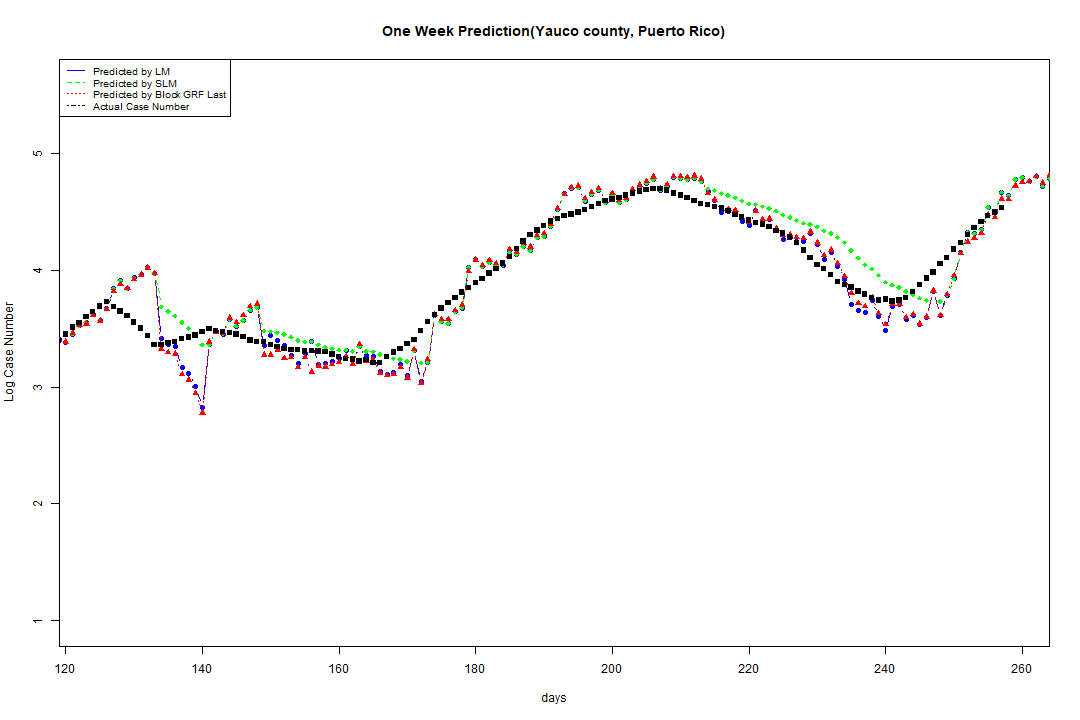 One Week Prediction(Yauco county, Puerto Rico)
Predicted by LM
Predicted by SLM
Predicted by Block GRF Last
Actual Case Number
5
4
3
2
1
Log Case Number
120 140 160 180 200 220 240 260
days